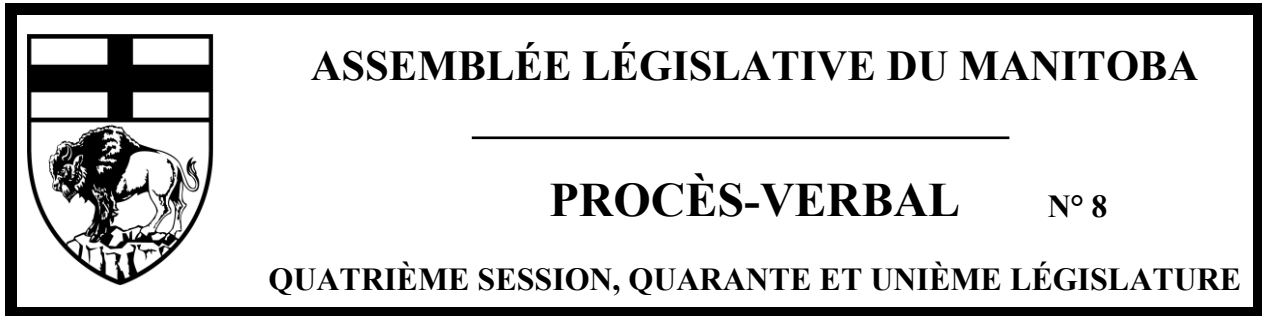 ASSEMBLÉE LÉGISLATIVE DU MANITOBA
PROCÈS-VERBAL N° 8
QUATRIÈME SESSION, QUARANTE ET UNIÈME LÉGISLATURE